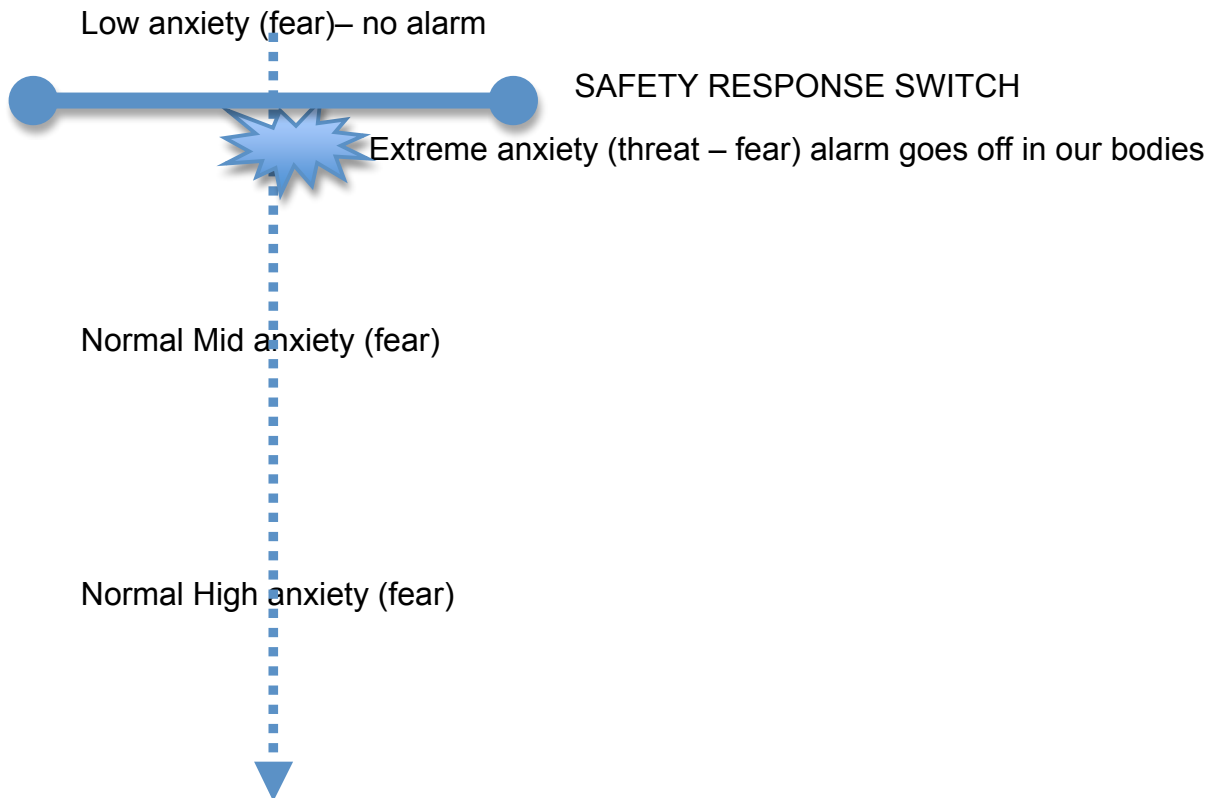 Low anxiety (fear)– no alarm
SAFETY RESPONSE SWITCH
Extreme anxiety (threat – fear) alarm goes off in our bodies
Normal Mid anxiety (fear)
Normal High anxiety (fear)